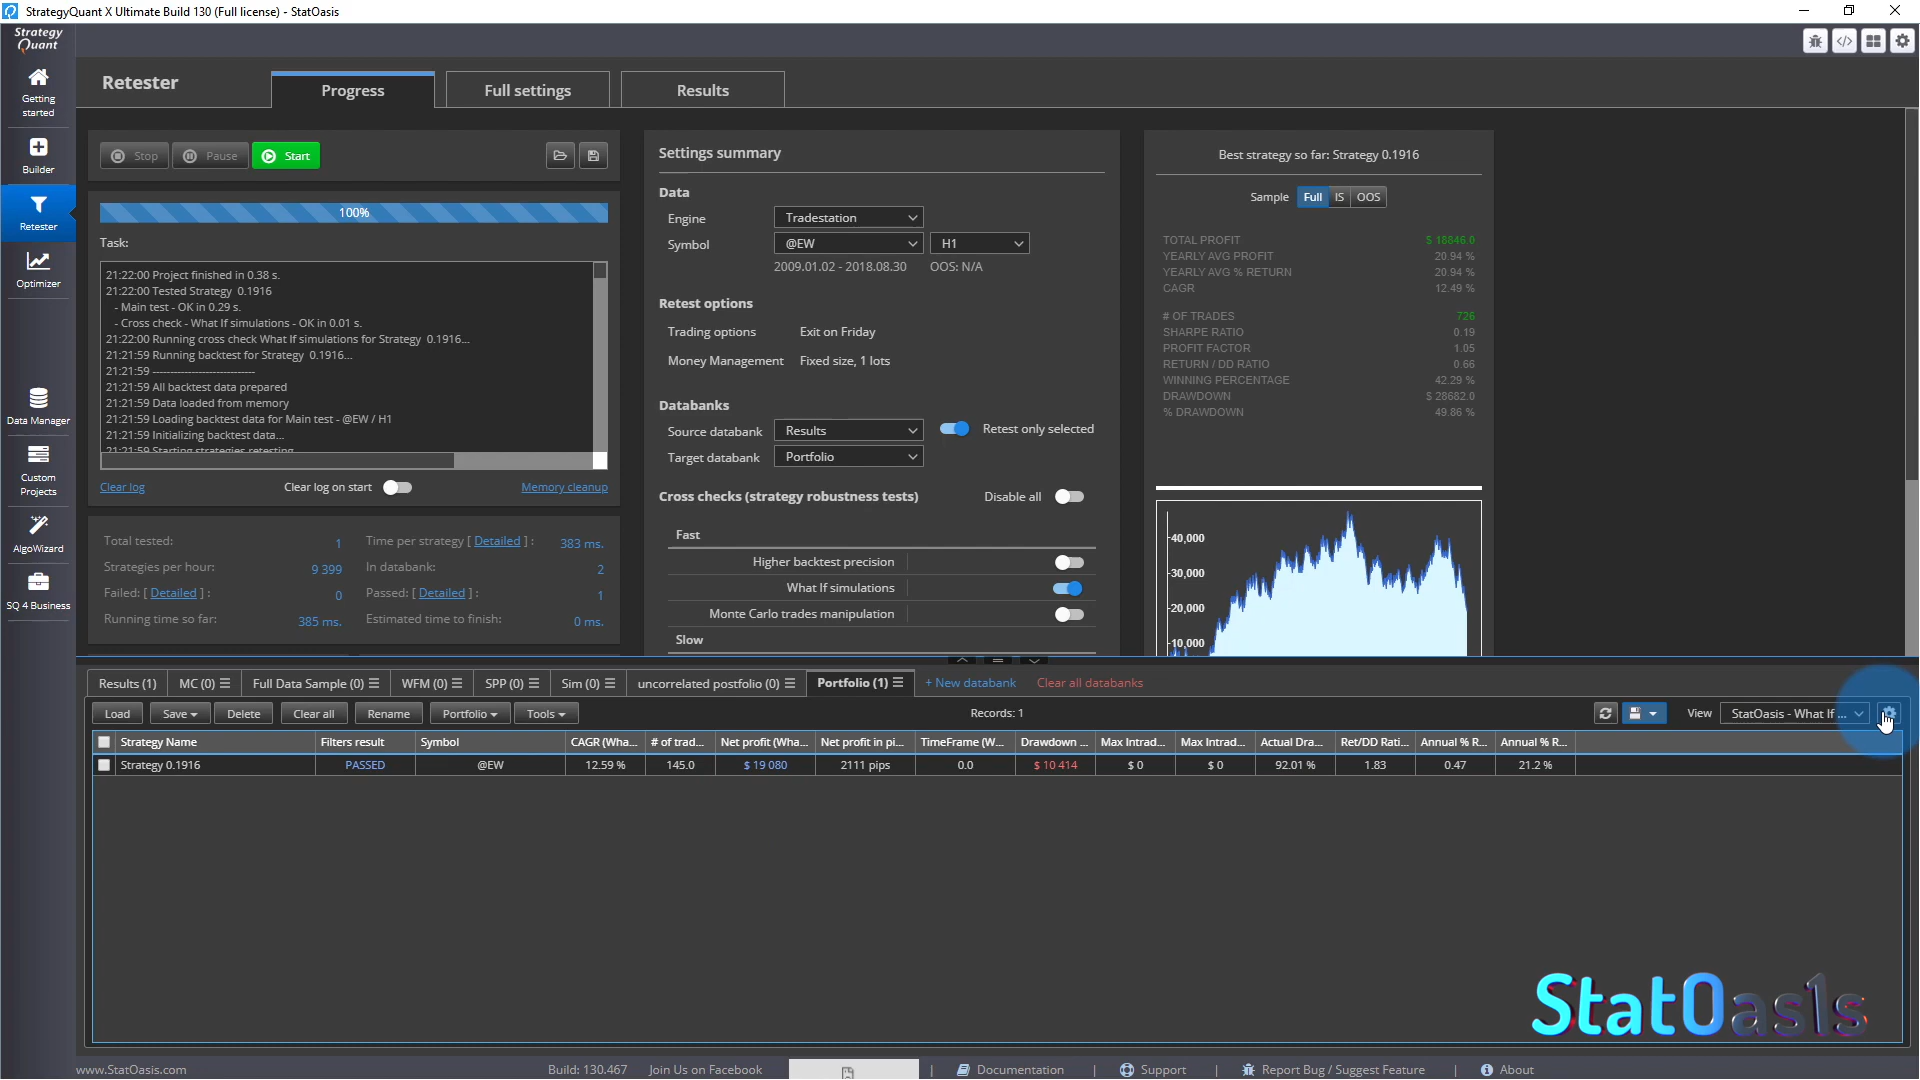 StrategyQuant X Ultimate Build 130 (Full license) - StatOasis
Strategy
Quant
Getting
started
Builder
Retester
Optimizer
Data Manager
Custom
Projects
AlgoWizard
SQ 4 Business
Retester
Progress
Full settings
Results
Stop
Pause
Start
100%
Task:
21:22:00 Project finished in 0.38 s.
21:22:00 Tested Strategy 0.1916
- Main test - OK in 0.29 s.
- Cross check - What If simulations - OK in 0.01 s.
21:22:00 Running cross check What If simulations for Strategy 0.1916...
21:21:59 Running backtest for Strategy 0.1916...
21:21:59 -----------------------------
21:21:59 All backtest data prepared
21:21:59 Data loaded from memory
21:21:59 Loading backtest data for Main test - @EW / H1
21:21:59 Initializing backtest data...
21:21:59 Starting strategies retesting
Clear log
Clear log on start
Memory cleanup
Total tested: 1
Time per strategy [ Detailed ] : 383 ms.
Strategies per hour: 9 399
In databank: 2
Failed: [ Detailed ] : 0
Passed: [ Detailed ] : 1
Running time so far: 385 ms.
Estimated time to finish: 0 ms.
Settings summary
Data
Engine Tradestation
Symbol @EW H1
2009.01.02 - 2018.08.30 OOS: N/A
Retest options
Trading options Exit on Friday
Money Management Fixed size, 1 lots
Databanks
Source databank Results Retest only selected
Target databank Portfolio
Cross checks (strategy robustness tests) Disable all
Fast
Higher backtest precision
What If simulations
Monte Carlo trades manipulation
Slow
Best strategy so far: Strategy 0.1916
Sample Full IS OOS
TOTAL PROFIT $ 18846.0
YEARLY AVG PROFIT 20.94 %
YEARLY AVG % RETURN 20.94 %
CAGR 12.49 %
# OF TRADES 726
SHARPE RATIO 0.19
PROFIT FACTOR 1.05
RETURN / DD RATIO 0.66
WINNING PERCENTAGE 42.29 %
DRAWDOWN $ 28682.0
% DRAWDOWN 49.86 %
40,000
30,000
20,000
10,000
Results (1) MC (0) Full Data Sample (0) WFM (0) SPP (0) Sim (0) uncorrelated postfolio (0) Portfolio (1) + New databank Clear all databanks
Load Save Delete Clear all Rename Portfolio Tools Records: 1 View StatOasis - What If ...
Strategy Name Filters result Symbol CAGR (Wha... # of trad... Net profit (Wha... Net profit in pi... TimeFrame (W... Drawdown ... Max Intrad... Max Intrad... Actual Dra... Ret/DD Rati... Annual % R... Annual % R...
Strategy 0.1916 PASSED @EW 12.59 % 145.0 $ 19 080 2111 pips 0.0 $ 10 414 $ 0 $ 0 92.01 % 1.83 0.47 21.2 %
StatOas1s
www.StatOasis.com Build: 130.467 Join Us on Facebook | Documentation | Support | Report Bug / Suggest Feature | About